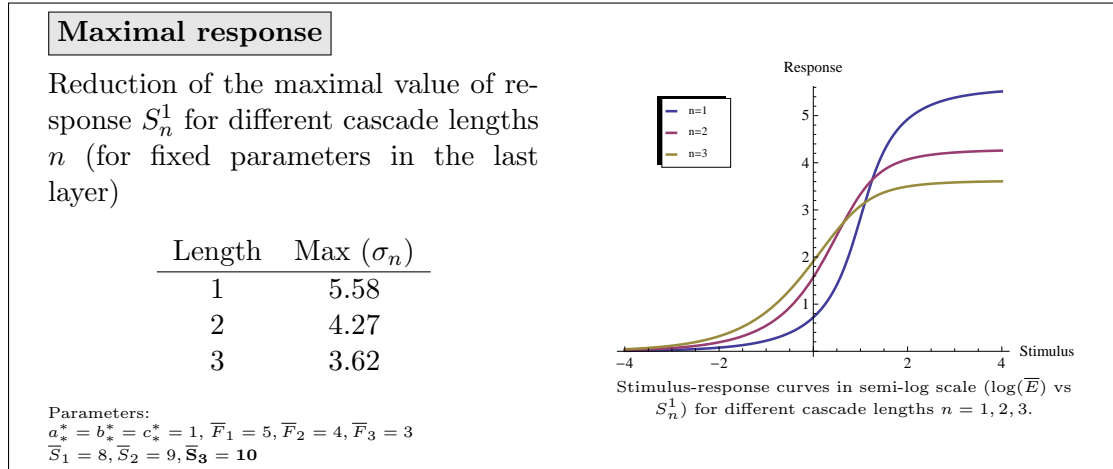 Maximal response
Reduction of the maximal value of re-
sponse $S_n^1$ for different cascade lengths
$n$ (for fixed parameters in the last
layer)
Length Max ($\sigma_n$)
1 5.58
2 4.27
3 3.62
Parameters:
$a_*^* = b_*^* = c_*^* = 1, \overline{F}_1 = 5, \overline{F}_2 = 4, \overline{F}_3 = 3$
$\overline{S}_1 = 8, \overline{S}_2 = 9, \mathbf{\overline{S}_3 = 10}$
Response
n=1
n=2
n=3
5
4
3
2
1
-4 -2 0 2 4 Stimulus
Stimulus-response curves in semi-log scale (log($\overline{E}$) vs
$S_n^1$) for different cascade lengths $n = 1, 2, 3$.